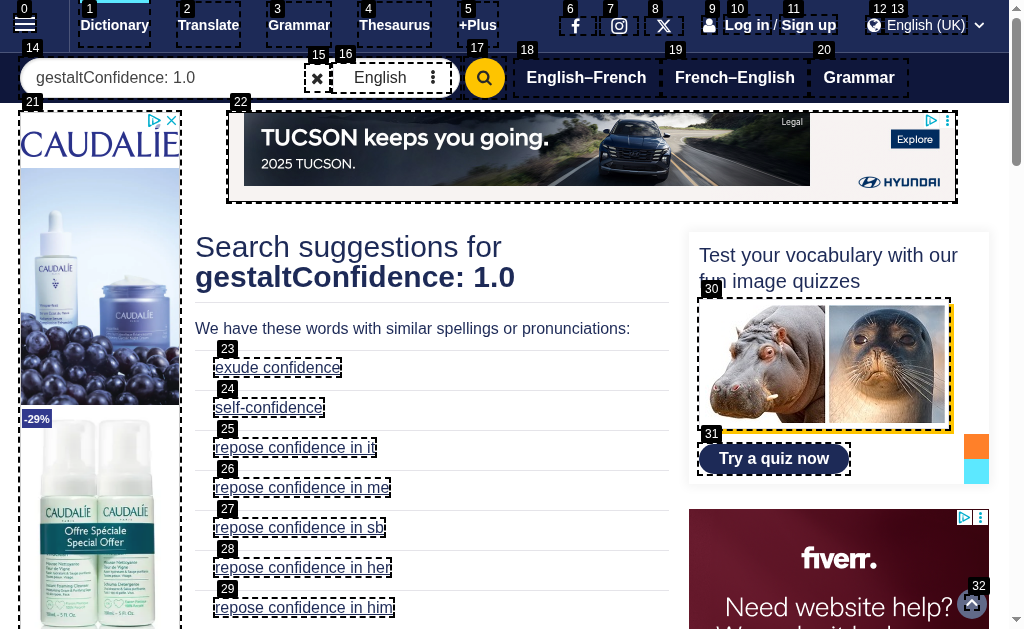 0 1 2 3 4 5 6 7 8 9 10 11 12 13
Dictionary Translate Grammar Thesaurus +Plus Log in / Sign up English (UK)
14 15 16 17 18 19 20
gestaltConfidence: 1.0 English English–French French–English Grammar
21 22
CAUDALÍE
TUCSON keeps you going.
2025 TUCSON.
Legal
Explore
HYUNDAI
Search suggestions for
gestaltConfidence: 1.0
We have these words with similar spellings or pronunciations:
23
exude confidence
24
self-confidence
25
repose confidence in it
26
repose confidence in me
27
repose confidence in sb
28
repose confidence in her
29
repose confidence in him
Test your vocabulary with our
fun image quizzes
30
31
Try a quiz now
CAUDALÍE
CAUDALÍE
-29%
CAUDALÍE CAUDALÍE
Offre Spéciale
Special Offer
fiverr.
32
Need website help?